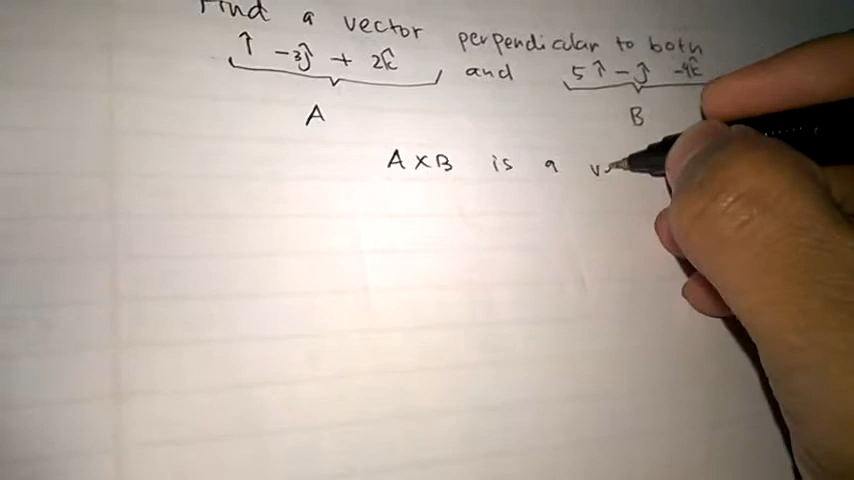 Find a vector perpendicular to both
î - 3ĵ + 2k̂ and 5î - ĵ - 4k̂
A B
A×B is a